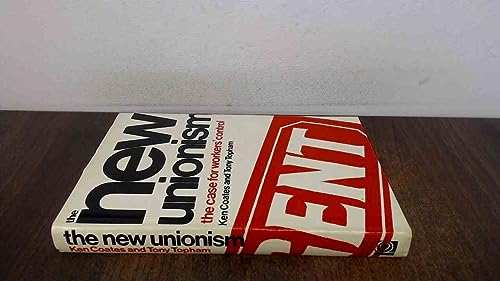 the
new
unionism
the case for workers' control
Ken Coates and Tony Topham
ENT
the new unionism
Ken Coates and Tony Topham